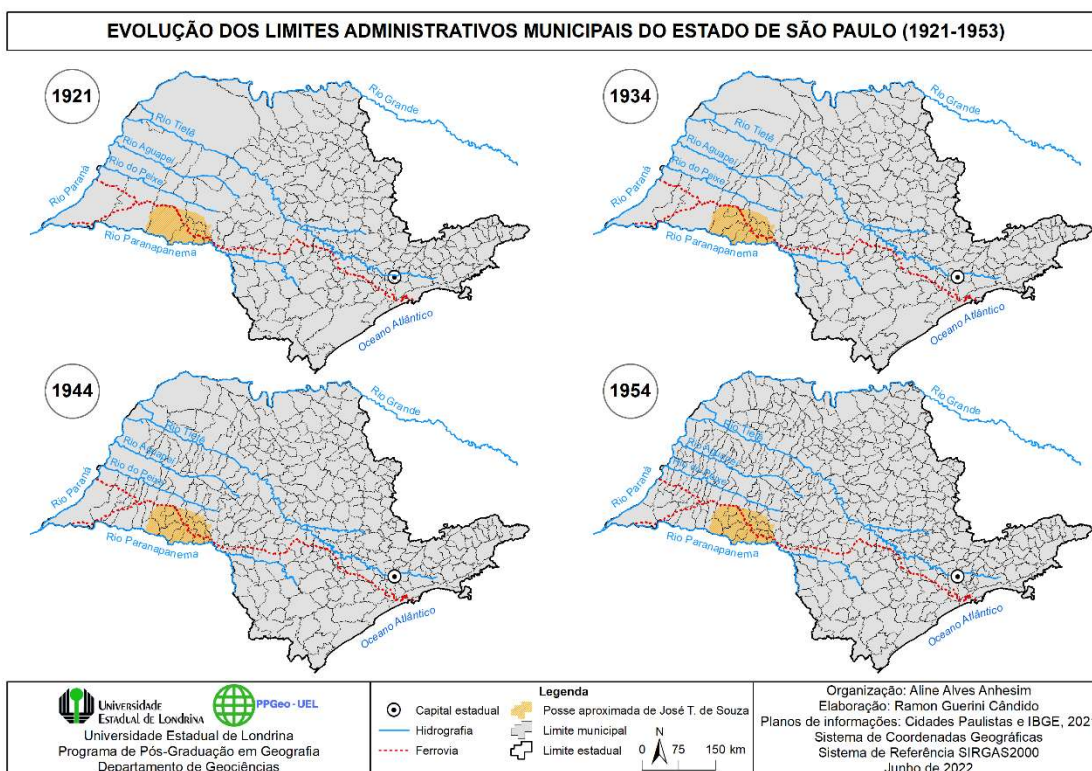 EVOLUÇÃO DOS LIMITES ADMINISTRATIVOS MUNICIPAIS DO ESTADO DE SÃO PAULO (1921-1953)
1921
Rio Grande
Rio Tietê
Rio Aguapeí
Rio do Peixe
Rio Paraná
Rio Paranapanema
Oceano Atlântico
1934
Rio Grande
Rio Tietê
Rio Aguapeí
Rio do Peixe
Rio Paraná
Rio Paranapanema
Oceano Atlântico
1944
Rio Grande
Rio Tietê
Rio Aguapeí
Rio do Peixe
Rio Paraná
Rio Paranapanema
Oceano Atlântico
1954
Rio Grande
Rio Tietê
Rio Aguapeí
Rio do Peixe
Rio Paraná
Rio Paranapanema
Oceano Atlântico
UNIVERSIDADE
ESTADUAL DE LONDRINA
PPGeo - UEL
Universidade Estadual de Londrina
Programa de Pós-Graduação em Geografia
Departamento de Geociências
Legenda
Capital estadual
Hidrografia
Ferrovia
Posse aproximada de José T. de Souza
Limite municipal
Limite estadual
N
0 75 150 km
Organização: Aline Alves Anhesim
Elaboração: Ramon Guerini Cândido
Planos de informações: Cidades Paulistas e IBGE, 202
Sistema de Coordenadas Geográficas
Sistema de Referência SIRGAS2000
Junho de 2022